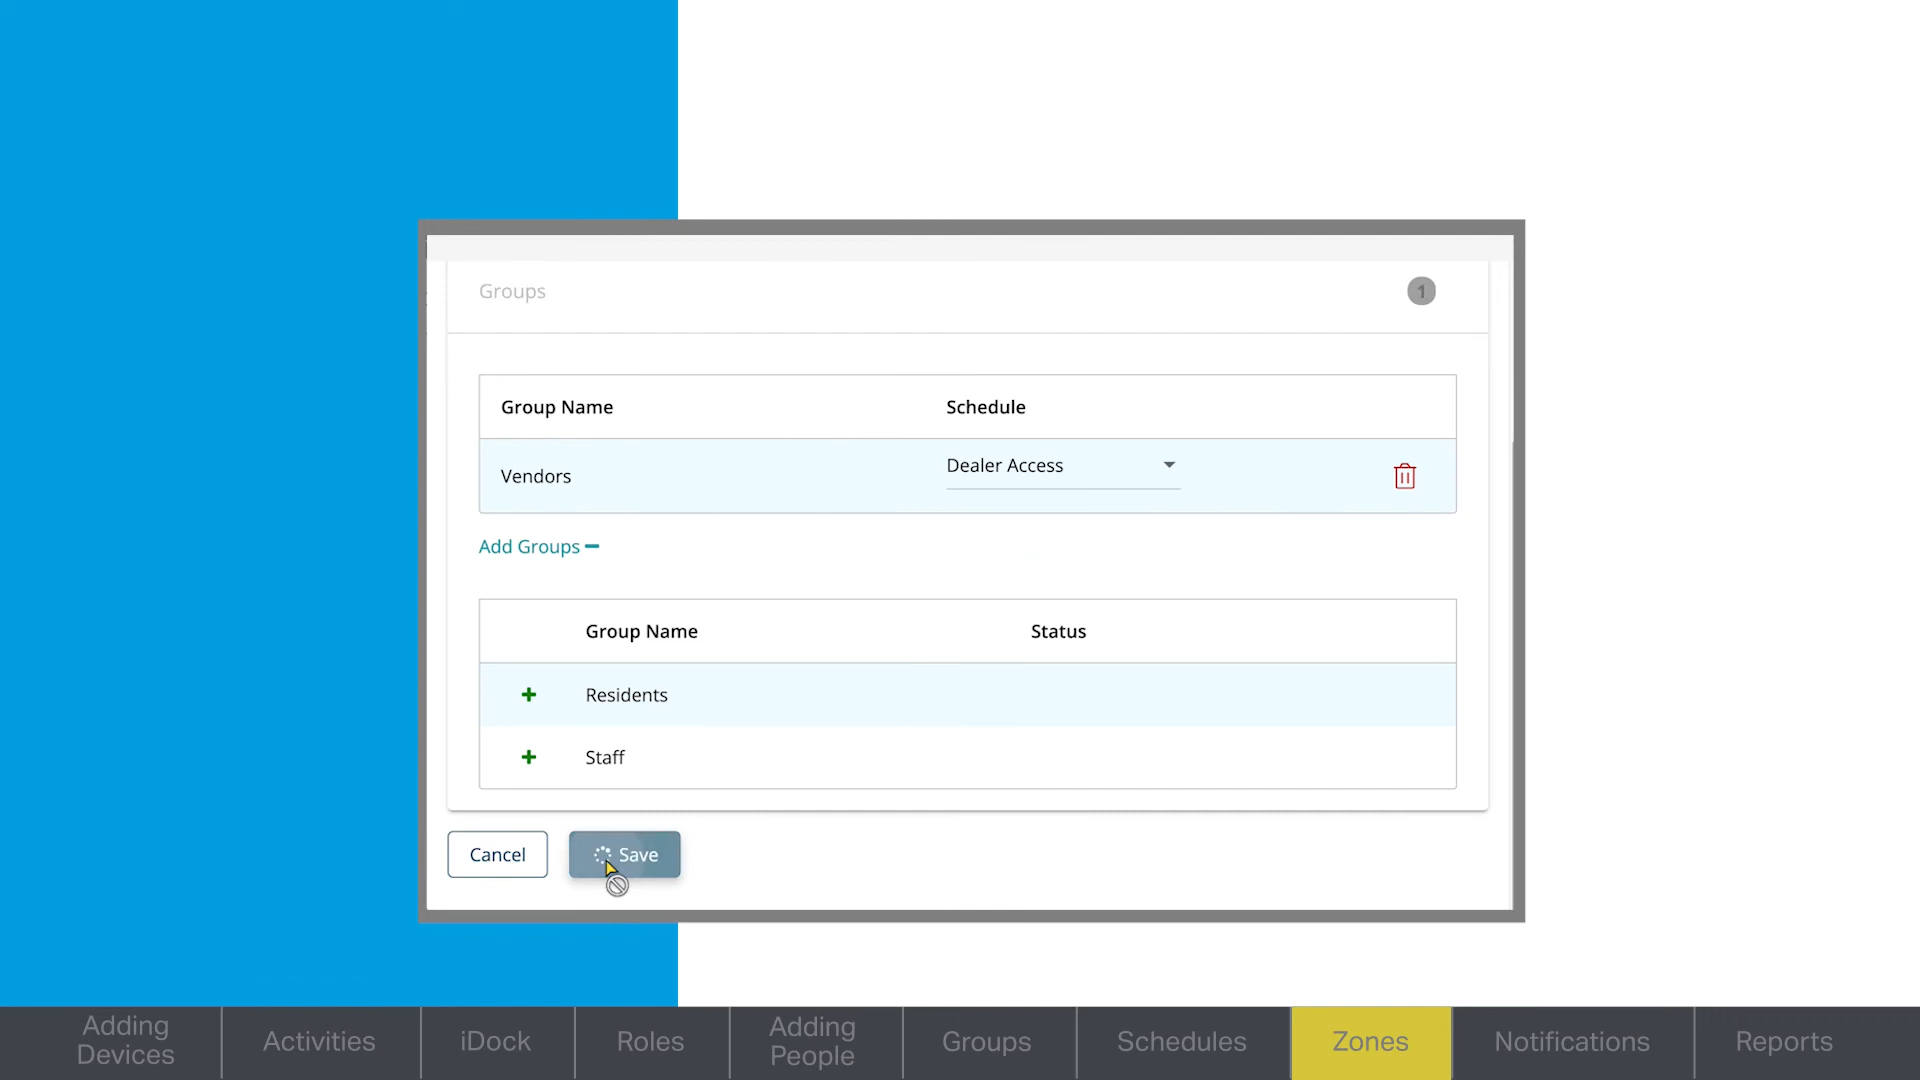 Groups
1
Group Name
Schedule
Vendors
Dealer Access
Add Groups
Group Name
Status
Residents
Staff
Cancel
Save
Adding
Devices
Activities
iDock
Roles
Adding
People
Groups
Schedules
Zones
Notifications
Reports